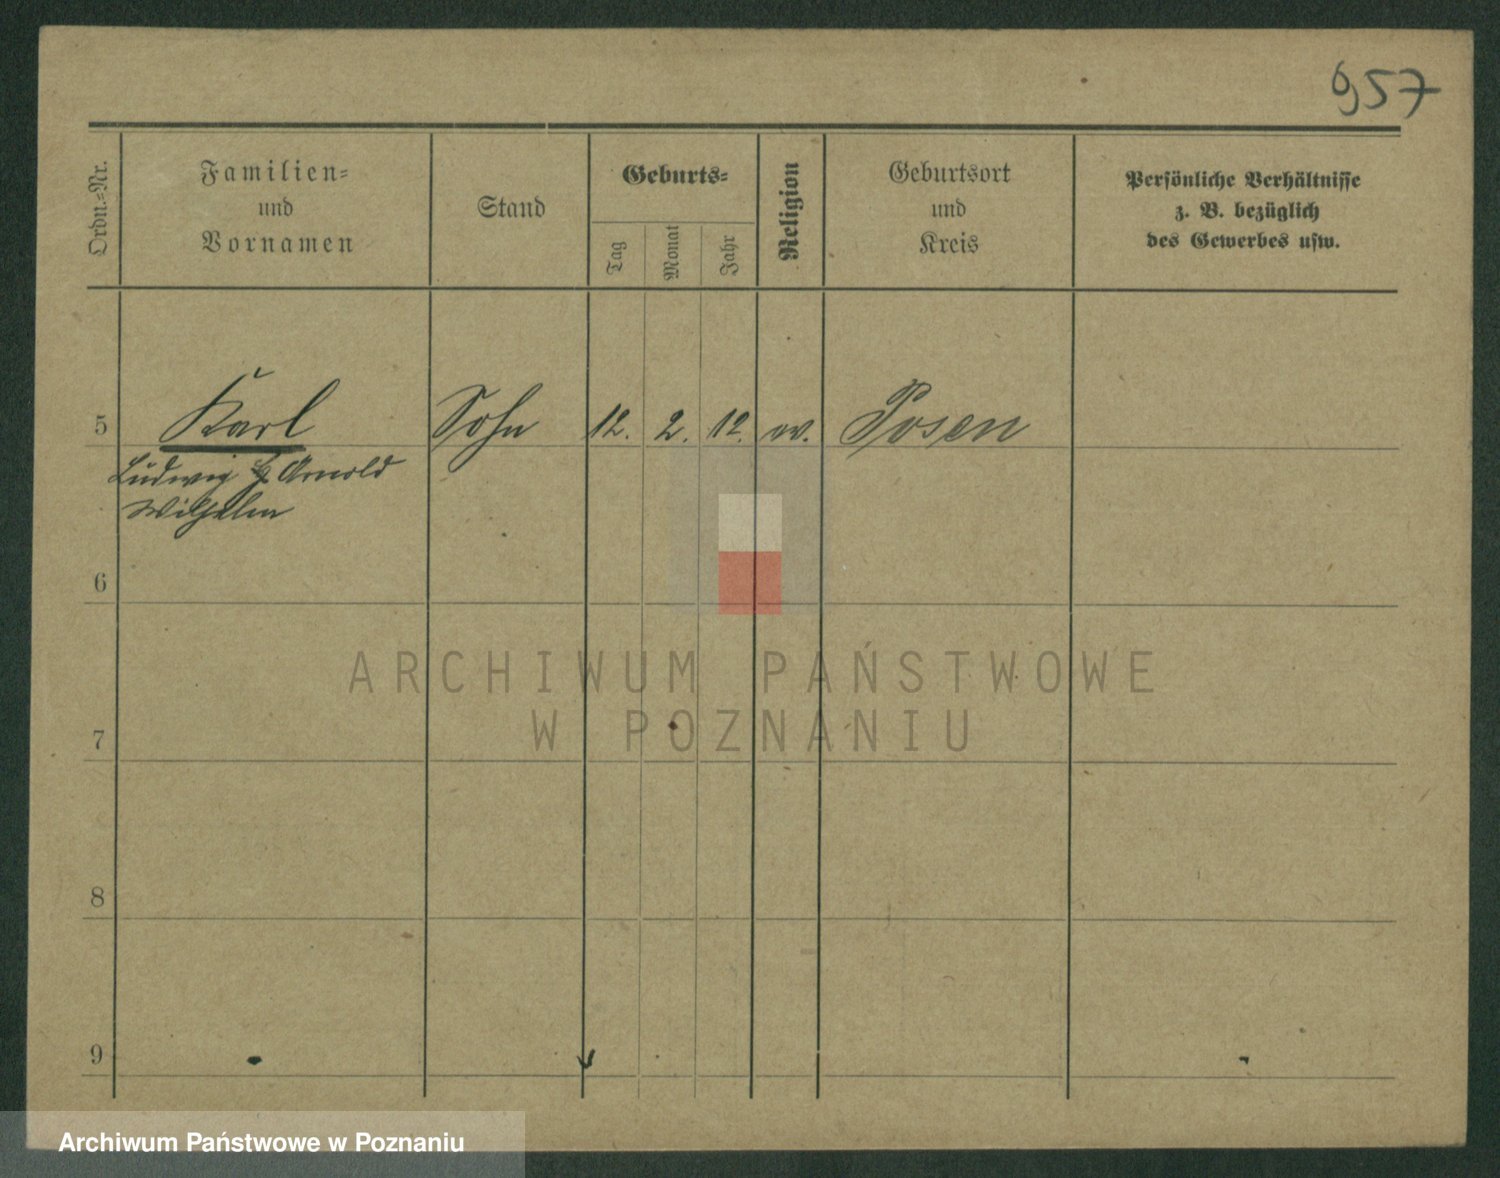 957
Ordn.-Nr.
Familien-
und
Vornamen
Stand
Geburts-
Tag
Monat
Jahr
Religion
Geburtsort
und
Kreis
Persönliche Verhältnisse
z. B. bezüglich
des Gewerbes usw.
5 Karl Sohn 12. 2. 12. ev. Posen
Ludwig Arnold
Wilhelm
6
7
8
9
ARCHIWUM PAŃSTWOWE
W POZNANIU
Archiwum Państwowe w Poznaniu